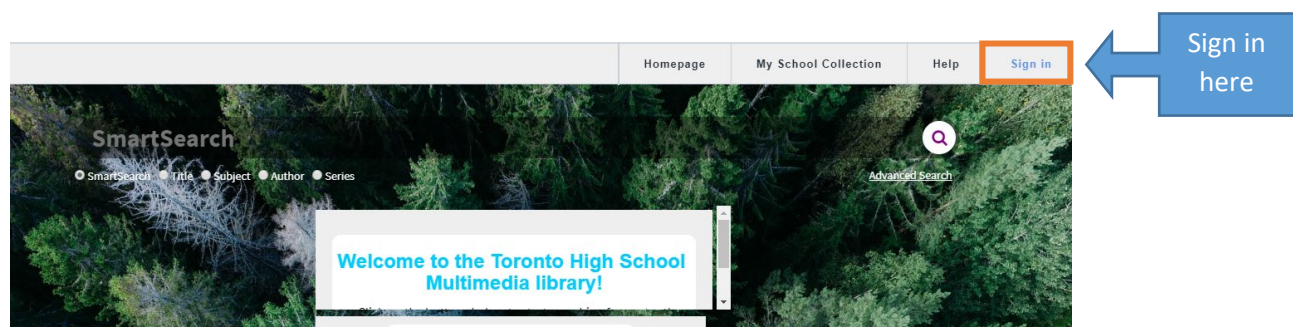 Sign in
here
Homepage My School Collection Help Sign in
SmartSearch
SmartSearch Title Subject Author Series
Advanced Search
Welcome to the Toronto High School
Multimedia library!